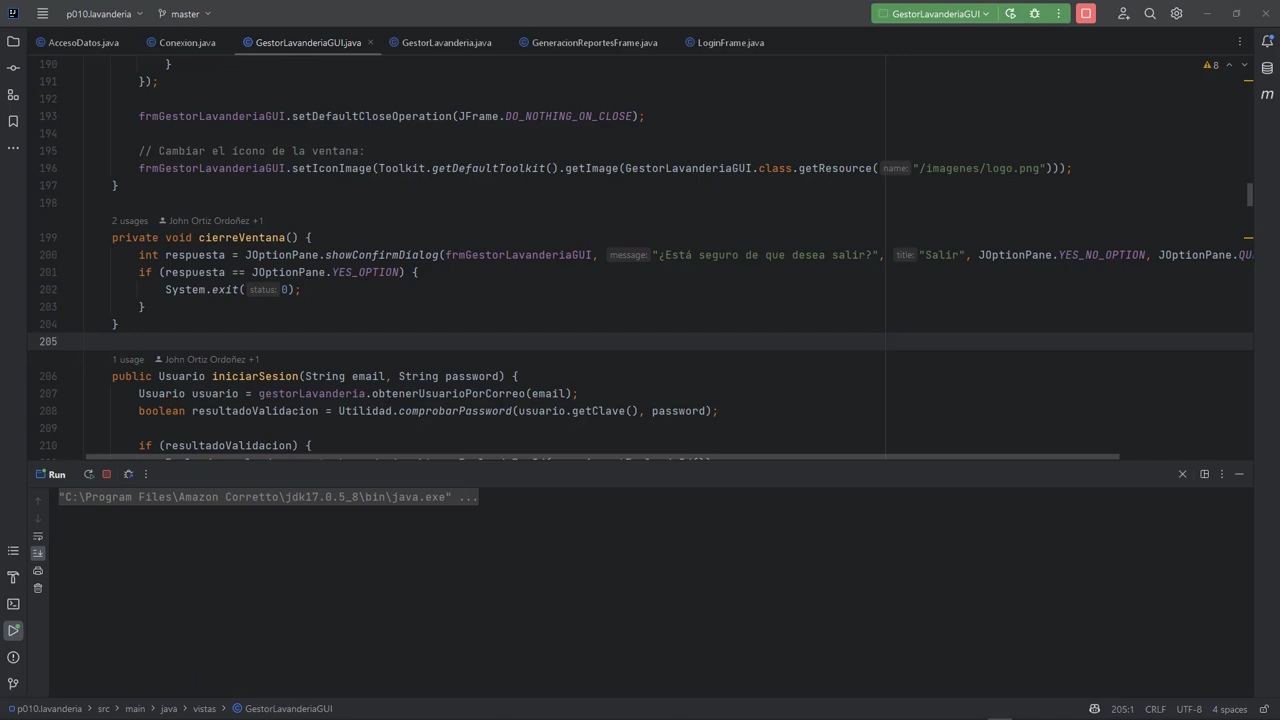 p010.lavanderia
master
GestorLavanderiaGUI
AccesoDatos.java
Conexion.java
GestorLavanderiaGUI.java
GestorLavanderia.java
GeneracionReportesFrame.java
LoginFrame.java
8
190 }
191 });
192
193 frmGestorLavanderiaGUI.setDefaultCloseOperation(JFrame.DO_NOTHING_ON_CLOSE);
194
195 // Cambiar el ícono de la ventana:
196 frmGestorLavanderiaGUI.setIconImage(Toolkit.getDefaultToolkit().getImage(GestorLavanderiaGUI.class.getResource( name: "/imagenes/logo.png")));
197 }
198
2 usages John Ortiz Ordoñez +1
199 private void cierreVentana() {
200 int respuesta = JOptionPane.showConfirmDialog(frmGestorLavanderiaGUI, message: "¿Está seguro de que desea salir?", title: "Salir", JOptionPane.YES_NO_OPTION, JOptionPane.QU
201 if (respuesta == JOptionPane.YES_OPTION) {
202 System.exit( status: 0);
203 }
204 }
205
1 usage John Ortiz Ordoñez +1
206 public Usuario iniciarSesion(String email, String password) {
207 Usuario usuario = gestorLavanderia.obtenerUsuarioPorCorreo(email);
208 boolean resultadoValidacion = Utilidad.comprobarPassword(usuario.getClave(), password);
209
210 if (resultadoValidacion) {
Run
"C:\Program Files\Amazon Corretto\jdk17.0.5_8\bin\java.exe" ...
p010.lavanderia > src > main > java > vistas > GestorLavanderiaGUI
205:1 CRLF UTF-8 4 spaces